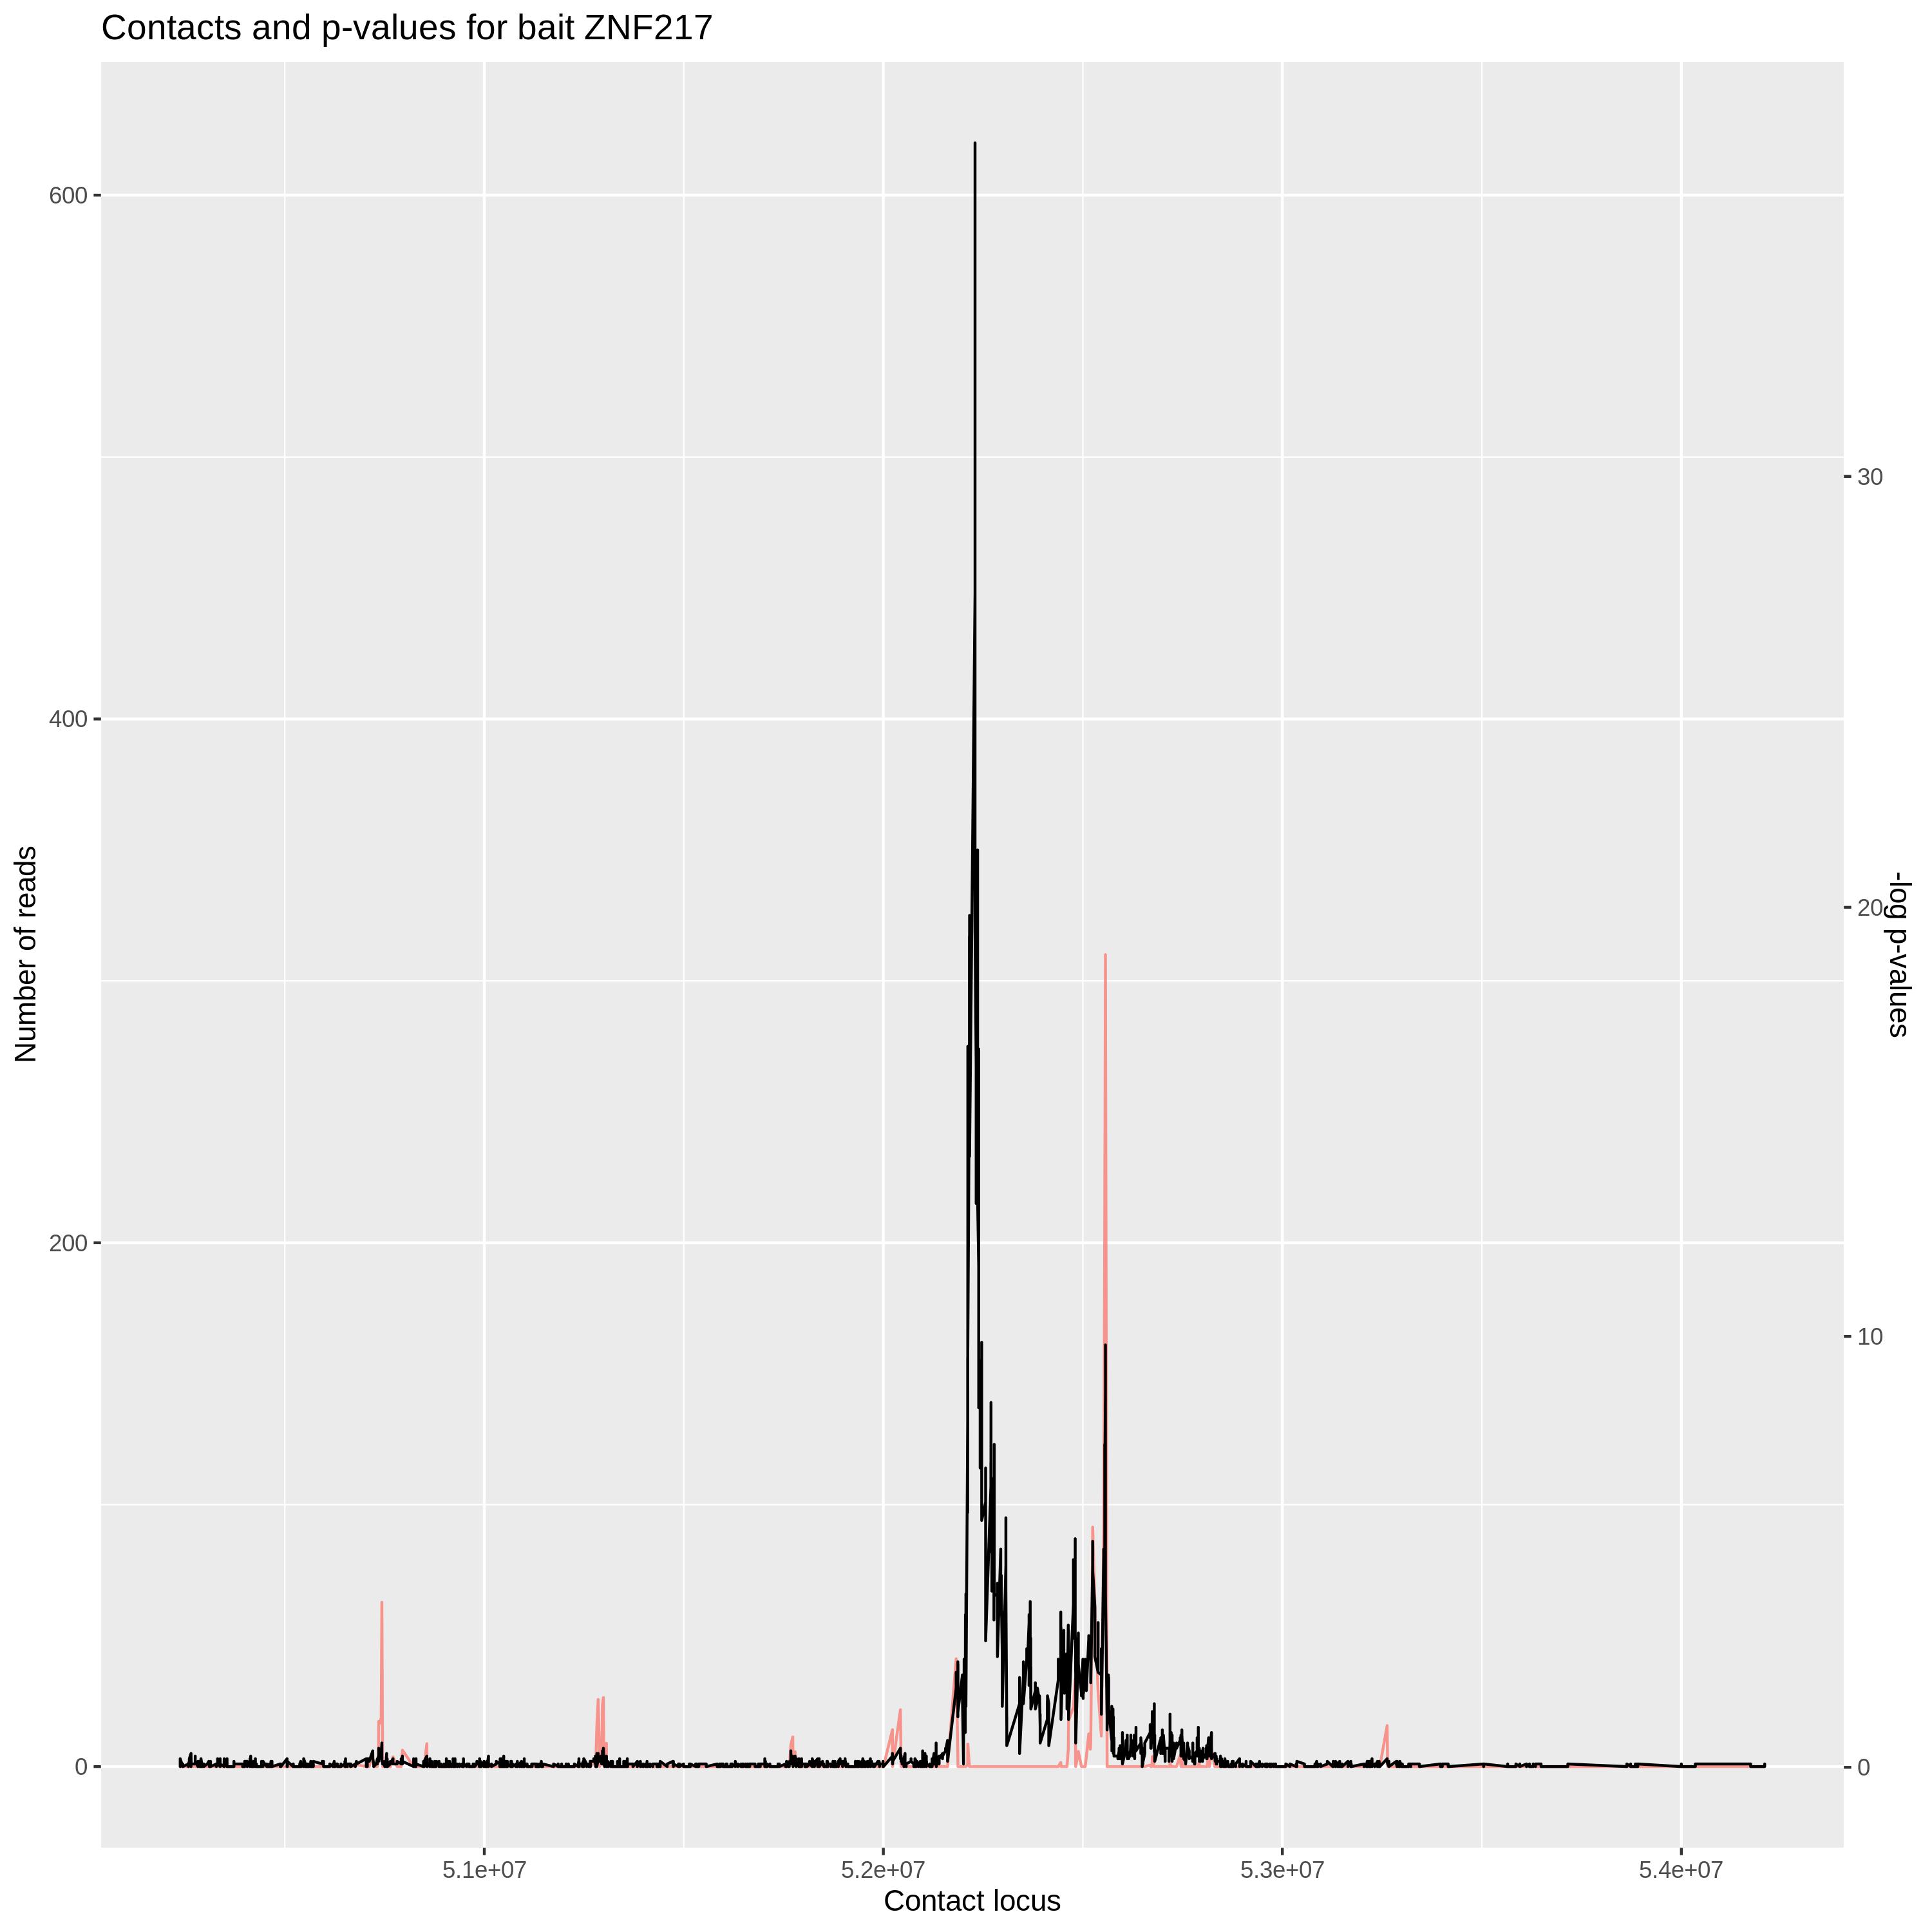 Contacts and p-values for bait ZNF217
600
400
200
0
Number of reads
30
20
10
0
-log p-values
5.1e+07
5.2e+07
5.3e+07
5.4e+07
Contact locus